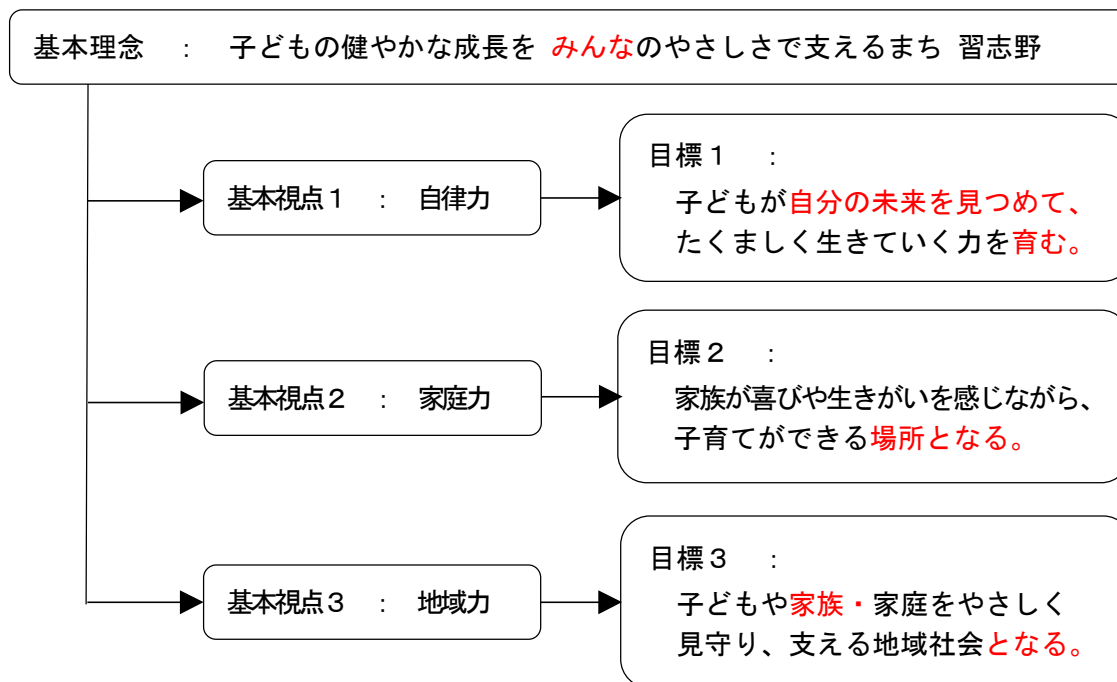 基本理念　：　子どもの健やかな成長を みんなのやさしさで支えるまち 習志野
基本視点１　：　自律力
目標１　：
子どもが自分の未来を見つめて、
たくましく生きていく力を育む。
基本視点２　：　家庭力
目標２　：
家族が喜びや生きがいを感じながら、
子育てができる場所となる。
基本視点３　：　地域力
目標３　：
子どもや家族・家庭をやさしく
見守り、支える地域社会となる。